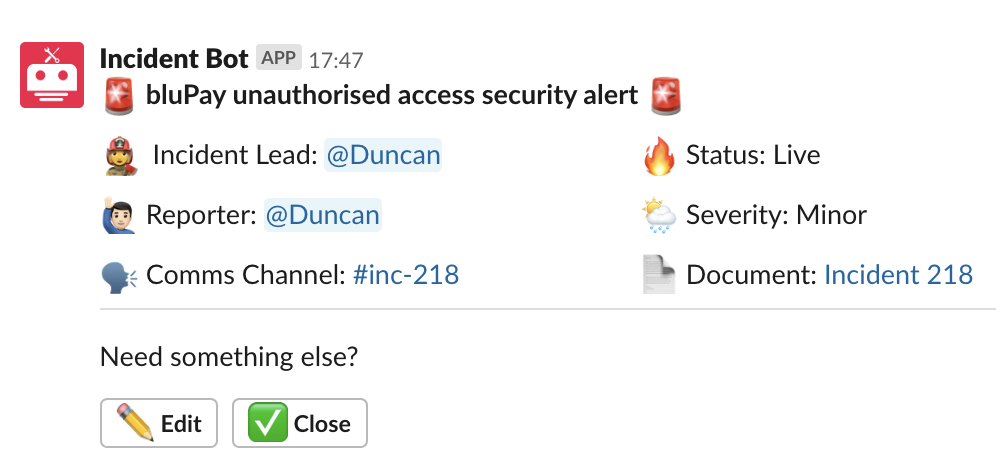 Incident Bot APP 17:47
🚨 bluPay unauthorised access security alert 🚨
👩‍🚒 Incident Lead: @Duncan
🔥 Status: Live
🙋🏻‍♂️ Reporter: @Duncan
🌦️ Severity: Minor
🗣️ Comms Channel: #inc-218
📄 Document: Incident 218
Need something else?
✏️ Edit
✅ Close